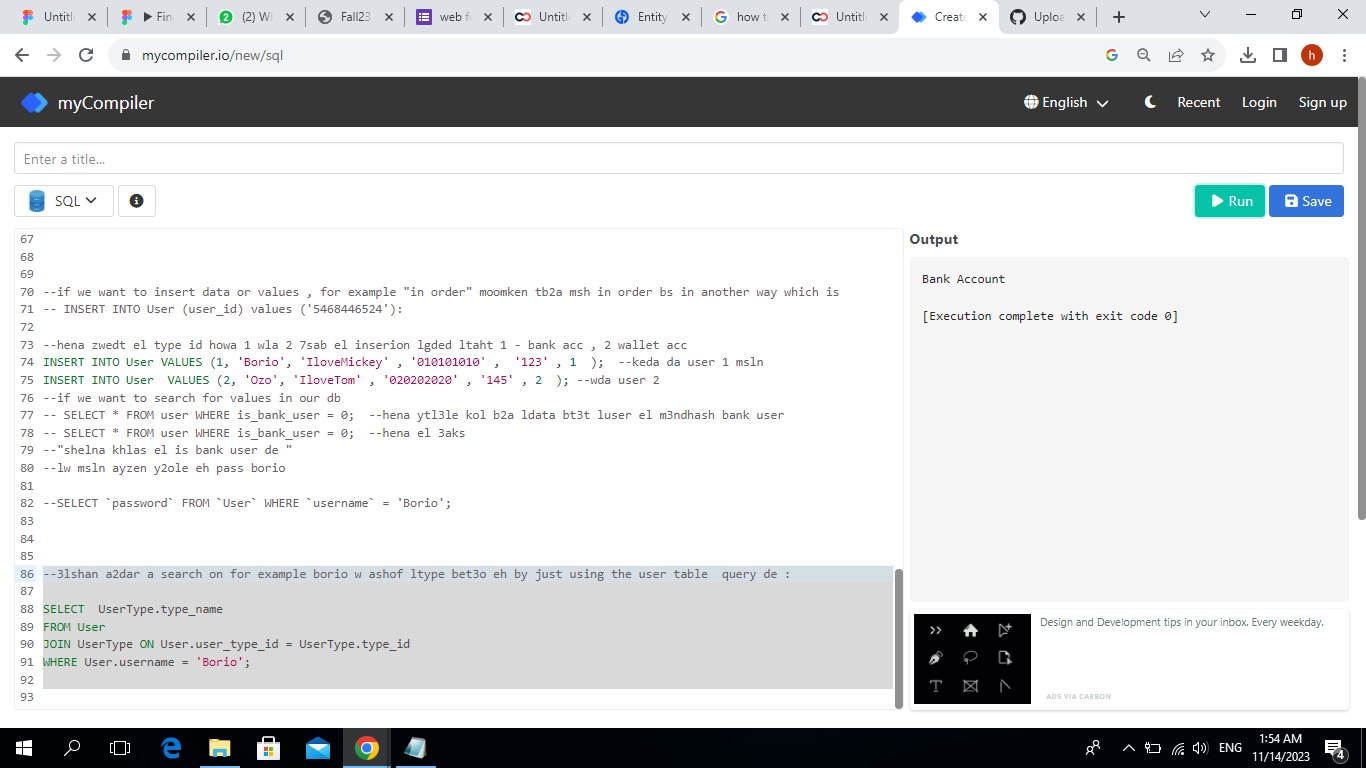 Untitl
Fina
(2) W
Fall23
web f
Untitl
Entity
how t
Untitl
Create
Uploa
mycompiler.io/new/sql
h
myCompiler
English
Recent
Login
Sign up
Enter a title...
SQL
Run
Save
67
68
69
70 --if we want to insert data or values , for example "in order" moomken tb2a msh in order bs in another way which is
71 -- INSERT INTO User (user_id) values ('5468446524'):
72
73 --hena zwedt el type id howa 1 wla 2 7sab el inserion lgded ltaht 1 - bank acc , 2 wallet acc
74 INSERT INTO User VALUES (1, 'Borio', 'IloveMickey' , '010101010' ,  '123' , 1  );  --keda da user 1 msln
75 INSERT INTO User  VALUES (2, 'Ozo', 'IloveTom' , '020202020' , '145' , 2  ); --wda user 2
76 --if we want to search for values in our db
77 -- SELECT * FROM user WHERE is_bank_user = 0;  --hena ytl3le kol b2a ldata bt3t luser el m3ndhash bank user
78 -- SELECT * FROM user WHERE is_bank_user = 0;  --hena el 3aks
79 --"shelna khlas el is bank user de "
80 --lw msln ayzen y2ole eh pass borio
81
82 --SELECT `password` FROM `User` WHERE `username` = 'Borio';
83
84
85
86 --3lshan a2dar a search on for example borio w ashof ltype bet3o eh by just using the user table  query de :
87
88 SELECT  UserType.type_name
89 FROM User
90 JOIN UserType ON User.user_type_id = UserType.type_id
91 WHERE User.username = 'Borio';
92
93
Output
Bank Account
[Execution complete with exit code 0]
Design and Development tips in your inbox. Every weekday.
ADS VIA CARBON
ENG
1:54 AM
11/14/2023
4